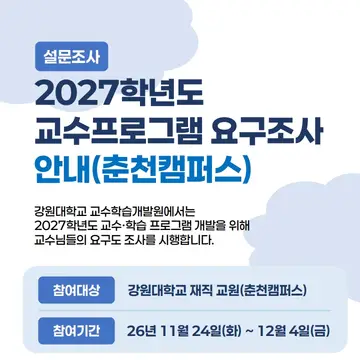 설문조사
2027학년도
교수프로그램 요구조사
안내(춘천캠퍼스)
강원대학교 교수학습개발원에서는
2027학년도 교수·학습 프로그램 개발을 위해
교수님들의 요구도 조사를 시행합니다.
참여대상 강원대학교 재직 교원(춘천캠퍼스)
참여기간 26년 11월 24일(화) ~ 12월 4일(금)